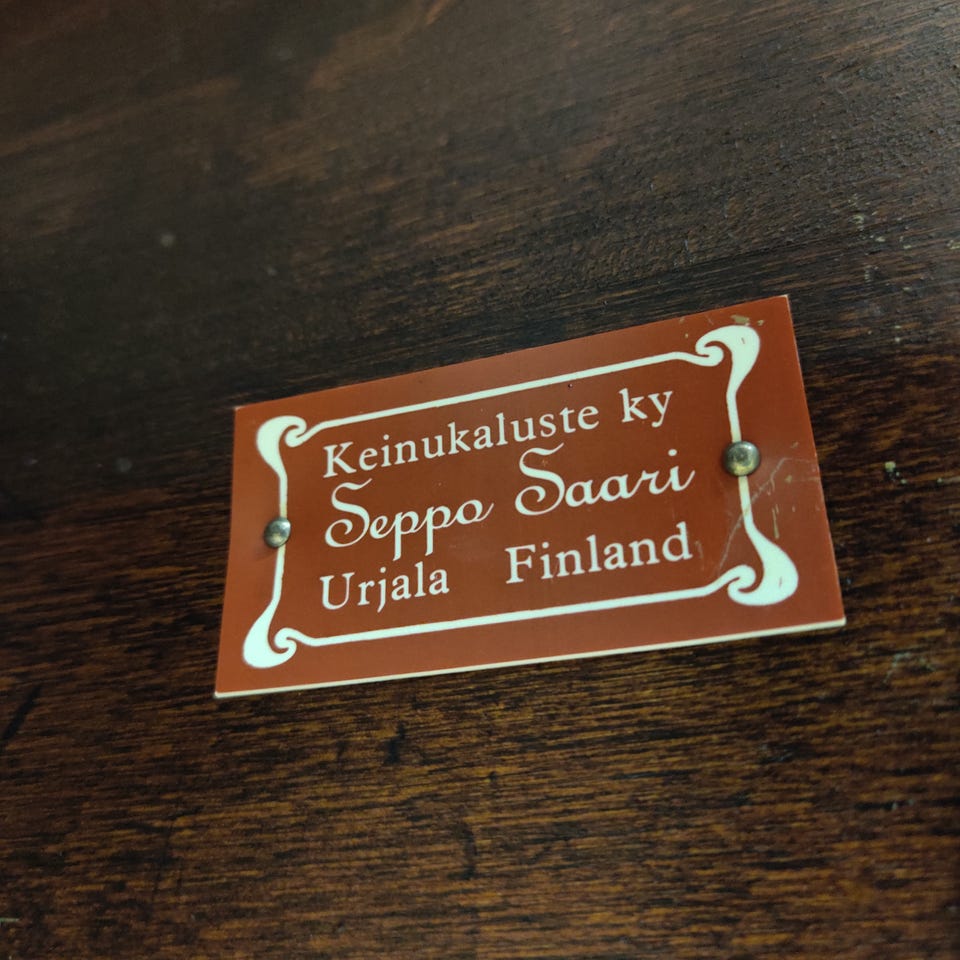 Keinukaluste ky
Seppo Saari
Urjala Finland